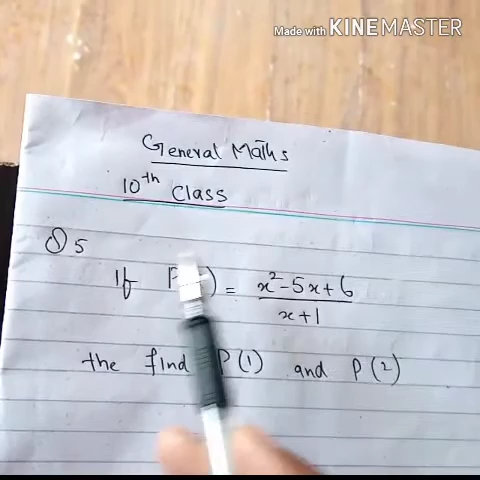 Made with KINEMASTER
General Maths
10th Class
Q5
If P( ) = x²-5x+6
x+1
the find P(1) and P(2)